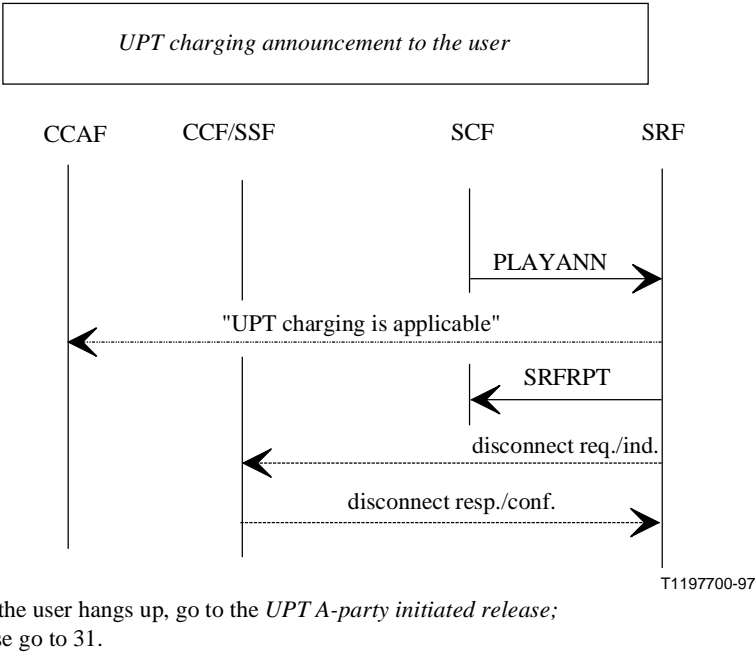 UPT charging announcement to the user
CCAF CCF/SSF SCF SRF
PLAYANN
"UPT charging is applicable"
SRFRPT
disconnect req./ind.
disconnect resp./conf.
T1197700-97
the user hangs up, go to the UPT A-party initiated release;
se go to 31.